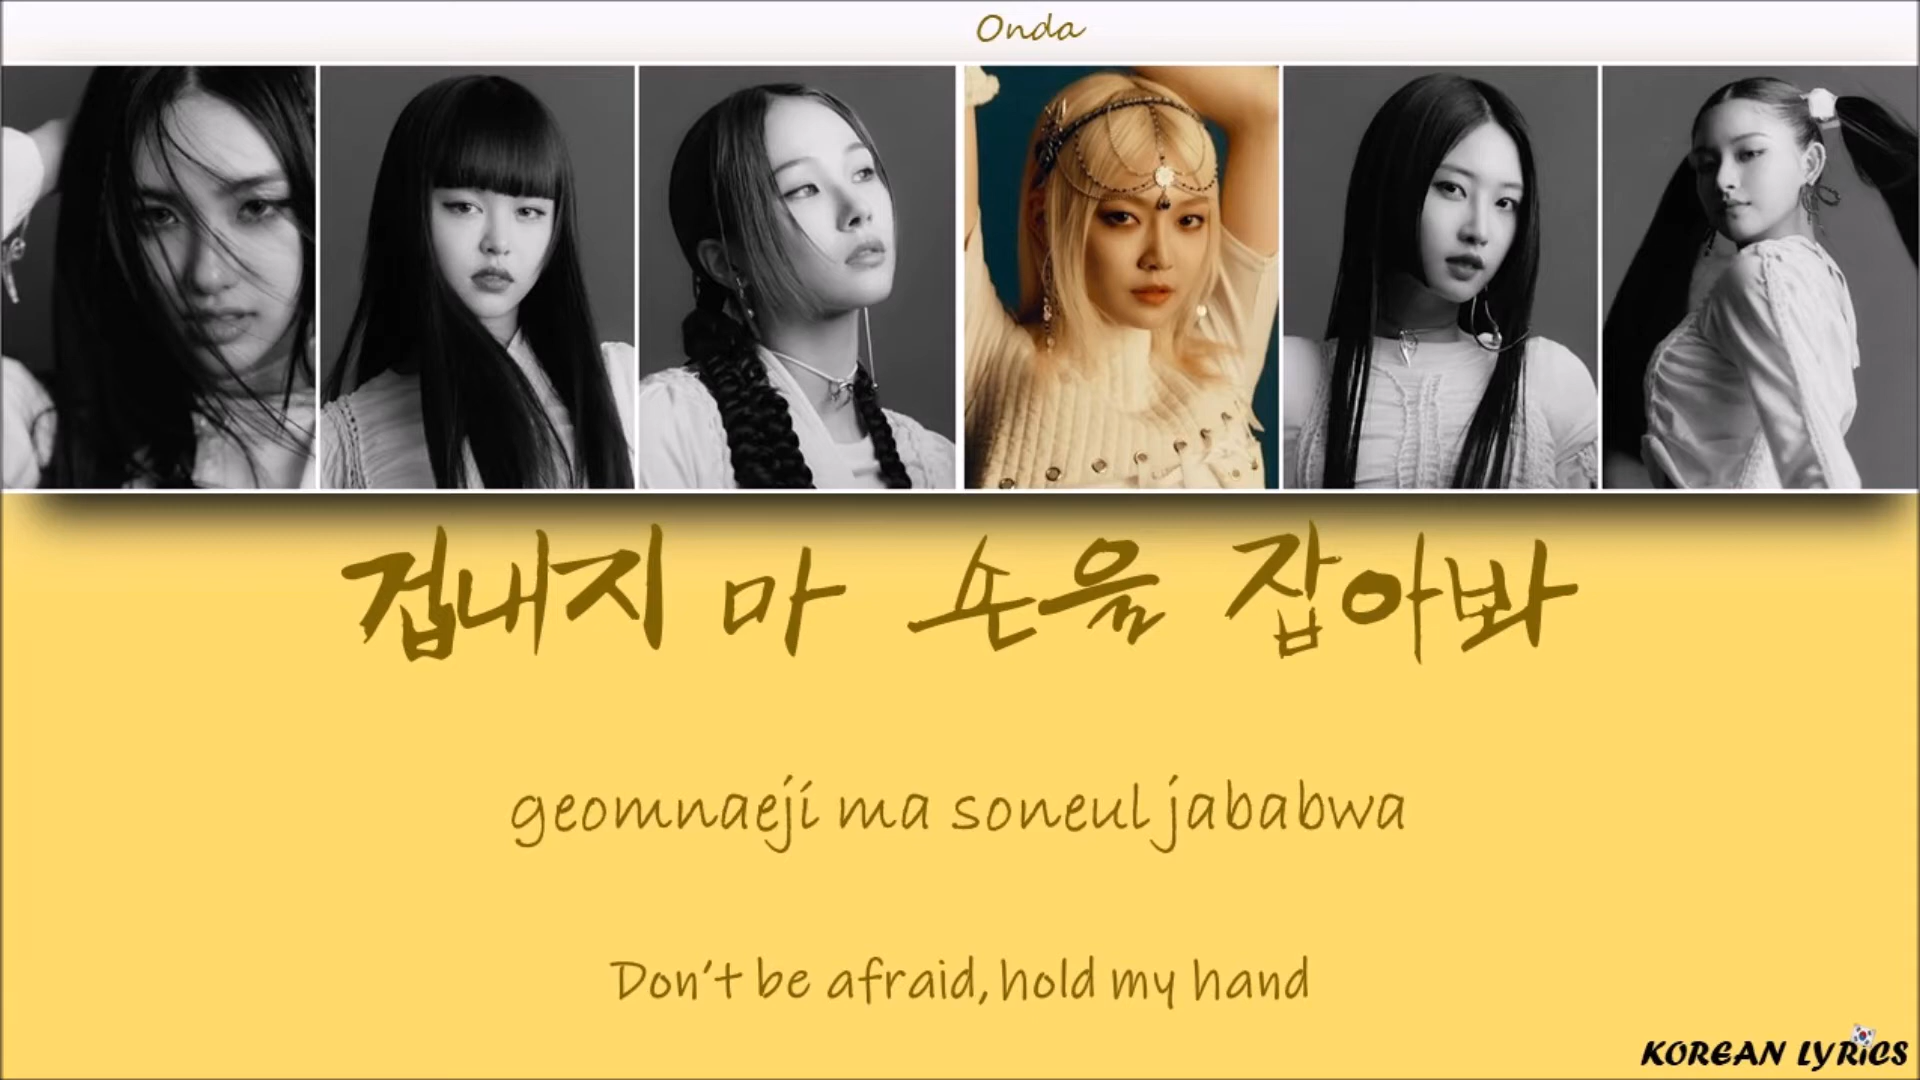 Onda
겁내지 마 손을 잡아봐
geomnaeji ma soneul jababwa
Don't be afraid, hold my hand
KOREAN LYRICS